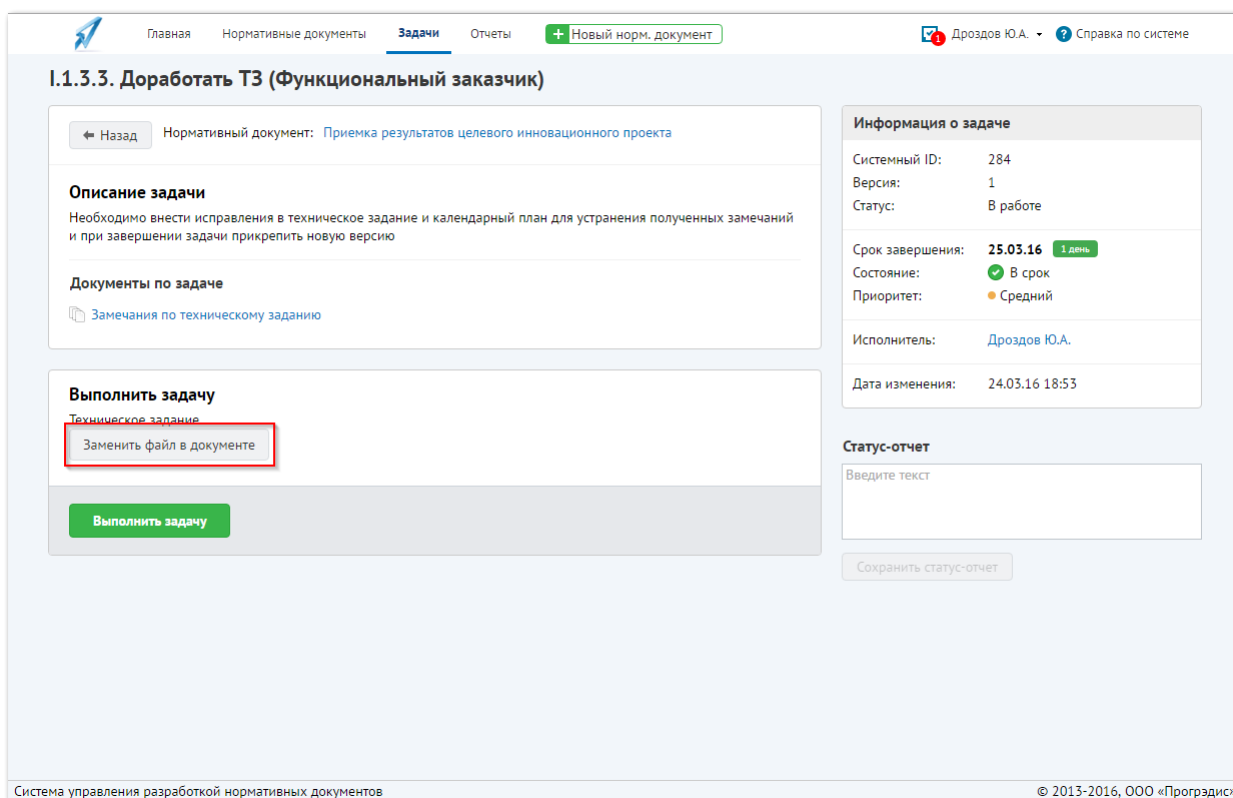 Главная Нормативные документы Задачи Отчеты + Новый норм. документ 1 Дроздов Ю.А. ? Справка по системе
I.1.3.3. Доработать ТЗ (Функциональный заказчик)
Назад Нормативный документ: Приемка результатов целевого инновационного проекта
Описание задачи
Необходимо внести исправления в техническое задание и календарный план для устранения полученных замечаний
и при завершении задачи прикрепить новую версию
Документы по задаче
Замечания по техническому заданию
Выполнить задачу
Техническое задание
Заменить файл в документе
Выполнить задачу
Информация о задаче
Системный ID: 284
Версия: 1
Статус: В работе
Срок завершения: 25.03.16 1 день
Состояние: В срок
Приоритет: Средний
Исполнитель: Дроздов Ю.А.
Дата изменения: 24.03.16 18:53
Статус-отчет
Введите текст
Сохранить статус-отчет
Система управления разработкой нормативных документов © 2013-2016, ООО «Прогрэдис»